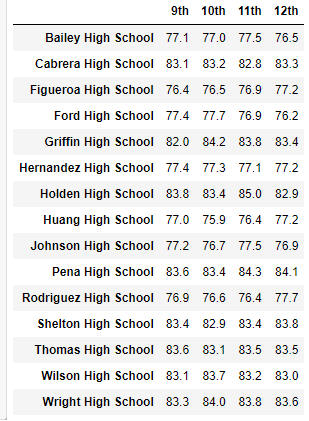 9th 10th 11th 12th
Bailey High School 77.1 77.0 77.5 76.5
Cabrera High School 83.1 83.2 82.8 83.3
Figueroa High School 76.4 76.5 76.9 77.2
Ford High School 77.4 77.7 76.9 76.2
Griffin High School 82.0 84.2 83.8 83.4
Hernandez High School 77.4 77.3 77.1 77.2
Holden High School 83.8 83.4 85.0 82.9
Huang High School 77.0 75.9 76.4 77.2
Johnson High School 77.2 76.7 77.5 76.9
Pena High School 83.6 83.4 84.3 84.1
Rodriguez High School 76.9 76.6 76.4 77.7
Shelton High School 83.4 82.9 83.4 83.8
Thomas High School 83.6 83.1 83.5 83.5
Wilson High School 83.1 83.7 83.2 83.0
Wright High School 83.3 84.0 83.8 83.6